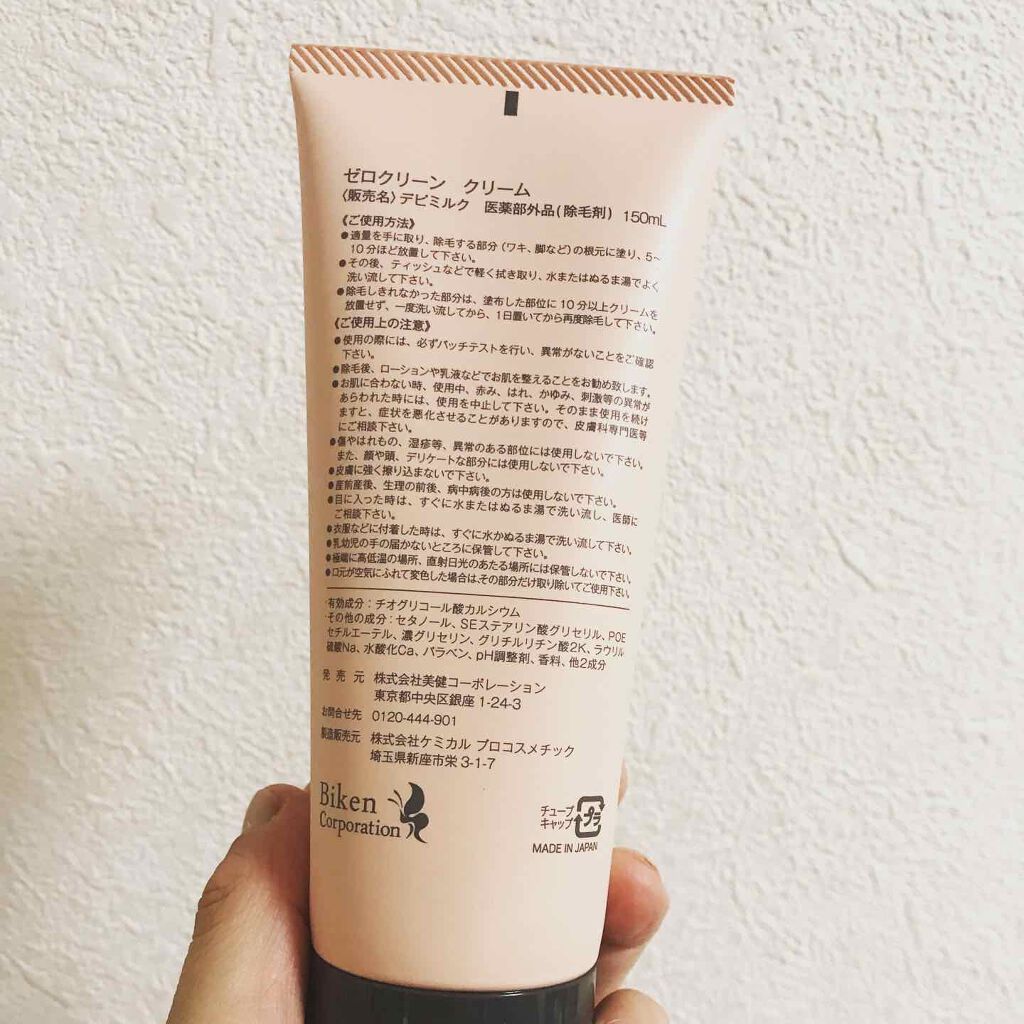 ゼロクリーン クリーム
〈販売名〉デピミルク 医薬部外品(除毛剤) 150mL
《ご使用方法》
●適量を手に取り、除毛する部分(ワキ、脚など)の根元に塗り、5〜
10分ほど放置して下さい。
●その後、ティッシュなどで軽く拭き取り、水またはぬるま湯でよく
洗い流して下さい。
●除毛しきれなかった部分は、塗布した部位に10分以上クリームを
放置せず、一度洗い流してから、1日置いてから再度除毛して下さい。
《ご使用上の注意》
●使用の際には、必ずパッチテストを行い、異常がないことをご確認
下さい。
●除毛後、ローションや乳液などでお肌を整えることをお勧め致します。
●お肌に合わない時、使用中、赤み、はれ、かゆみ、刺激等の異常が
あらわれた時には、使用を中止して下さい。そのまま使用を続け
ますと、症状を悪化させることがありますので、皮膚科専門医等
にご相談下さい。
●傷やはれもの、湿疹等、異常のある部位には使用しないで下さい。
また、顔や頭、デリケートな部分には使用しないで下さい。
●皮膚に強く擦り込まないで下さい。
●産前産後、生理の前後、病中病後の方は使用しないで下さい。
●目に入った時は、すぐに水またはぬるま湯で洗い流し、医師に
ご相談下さい。
●衣服などに付着した時は、すぐに水かぬるま湯で洗い流して下さい。
●乳幼児の手の届かないところに保管して下さい。
●極端に高低温の場所、直射日光のあたる場所には保管しないで下さい。
●口元が空気にふれて変色した場合は、その部分だけ取り除いてご使用下さい。
・有効成分:チオグリコール酸カルシウム
・その他の成分:セタノール、SEステアリン酸グリセリル、POE
セチルエーテル、濃グリセリン、グリチルリチン酸2K、ラウリル
硫酸Na、水酸化Ca、パラベン、pH調整剤、香料、他2成分
発売元 株式会社美健コーポレーション
東京都中央区銀座1-24-3
お問合せ先 0120-444-901
製造販売元 株式会社ケミカル プロコスメチック
埼玉県新座市栄3-1-7
Biken
Corporation
チューブ
キャップ
プラ
MADE IN JAPAN